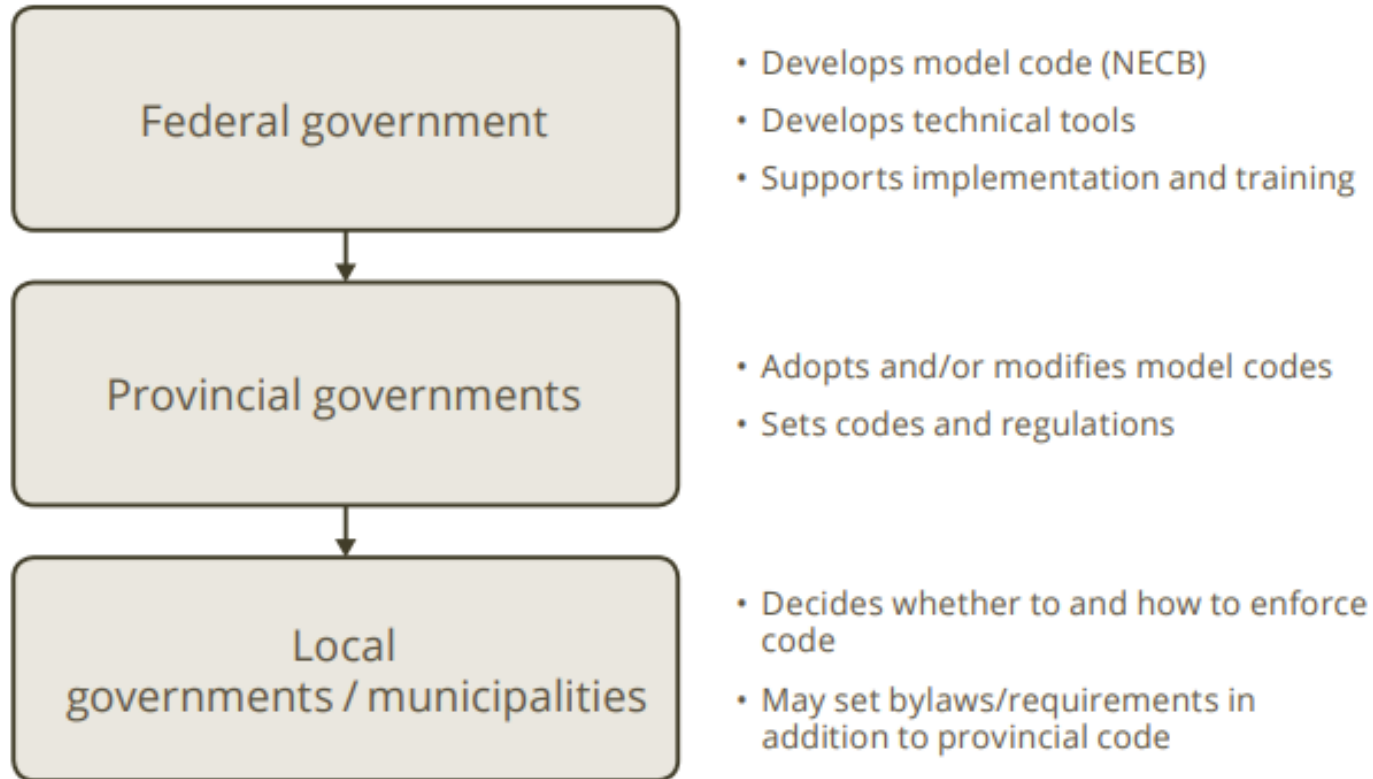 Federal government
• Develops model code (NECB)
• Develops technical tools
• Supports implementation and training
Provincial governments
• Adopts and/or modifies model codes
• Sets codes and regulations
Local
governments / municipalities
• Decides whether to and how to enforce
code
• May set bylaws/requirements in
addition to provincial code